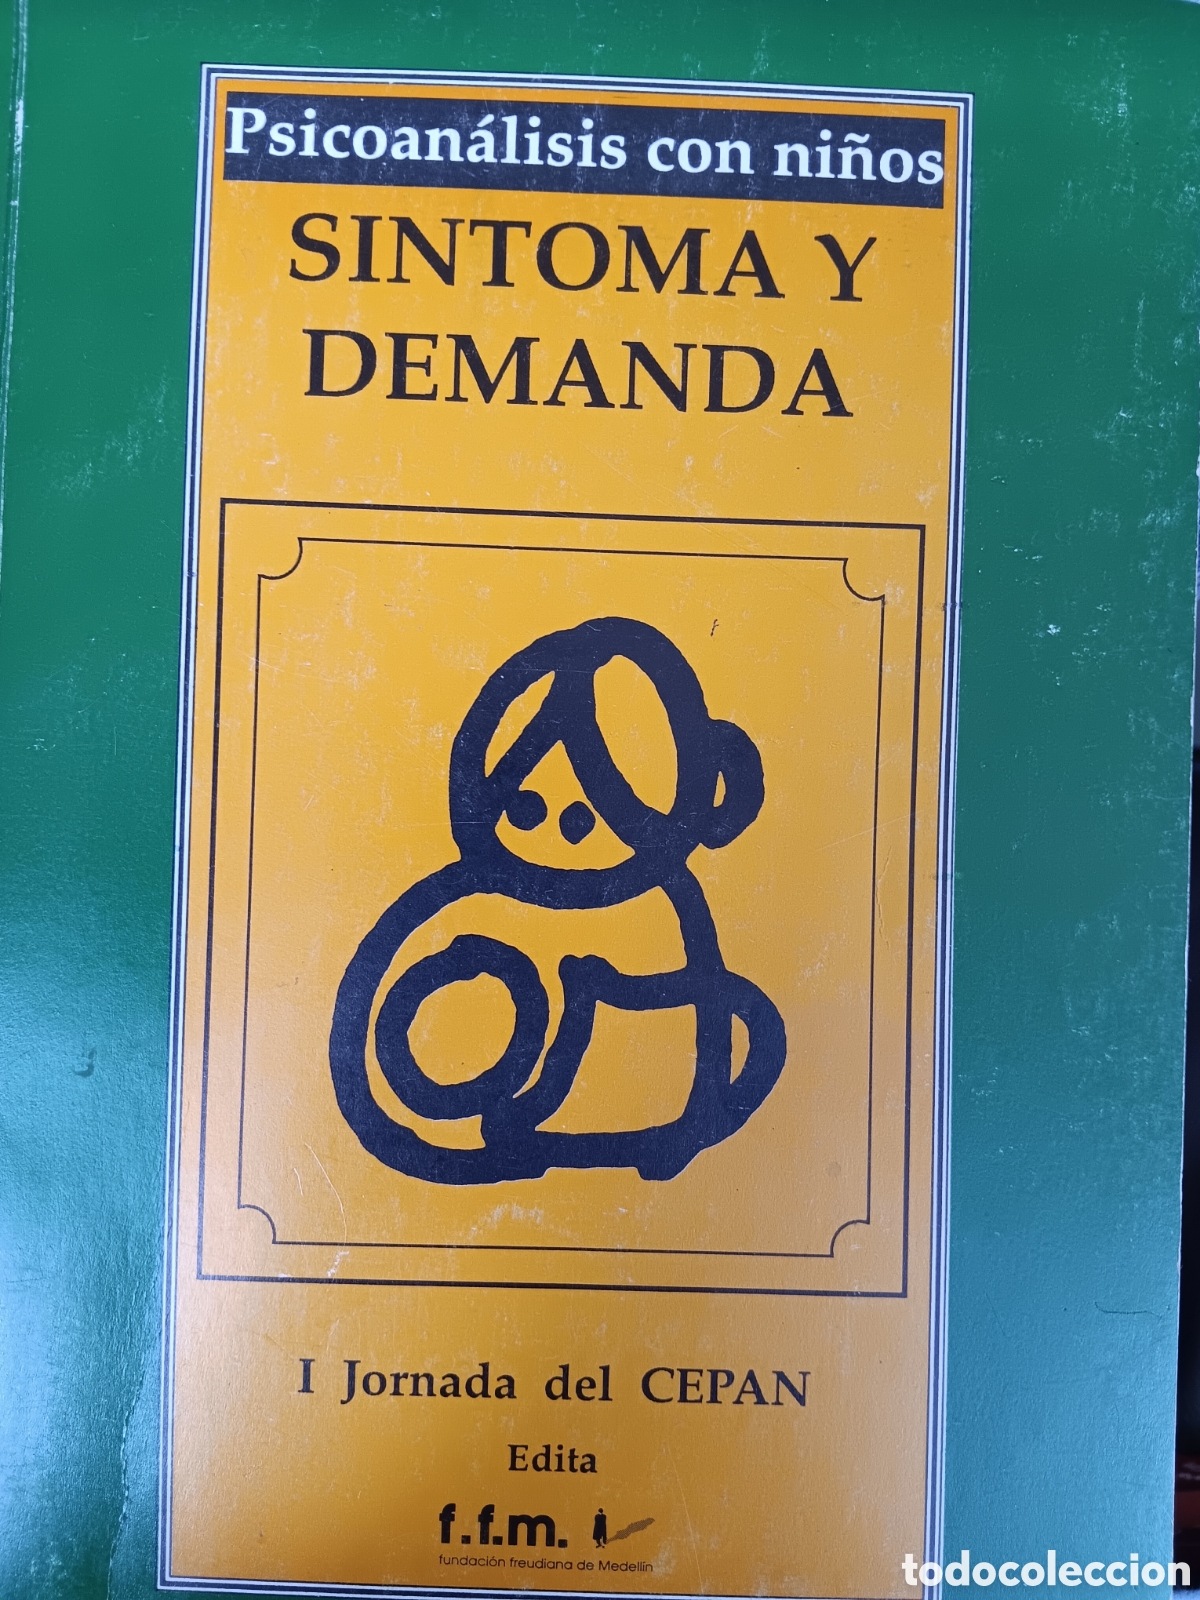 Psicoanálisis con niños
SINTOMA Y
DEMANDA
I Jornada del CEPAN
Edita
f.f.m.
fundación freudiana de Medellín
todocoleccion